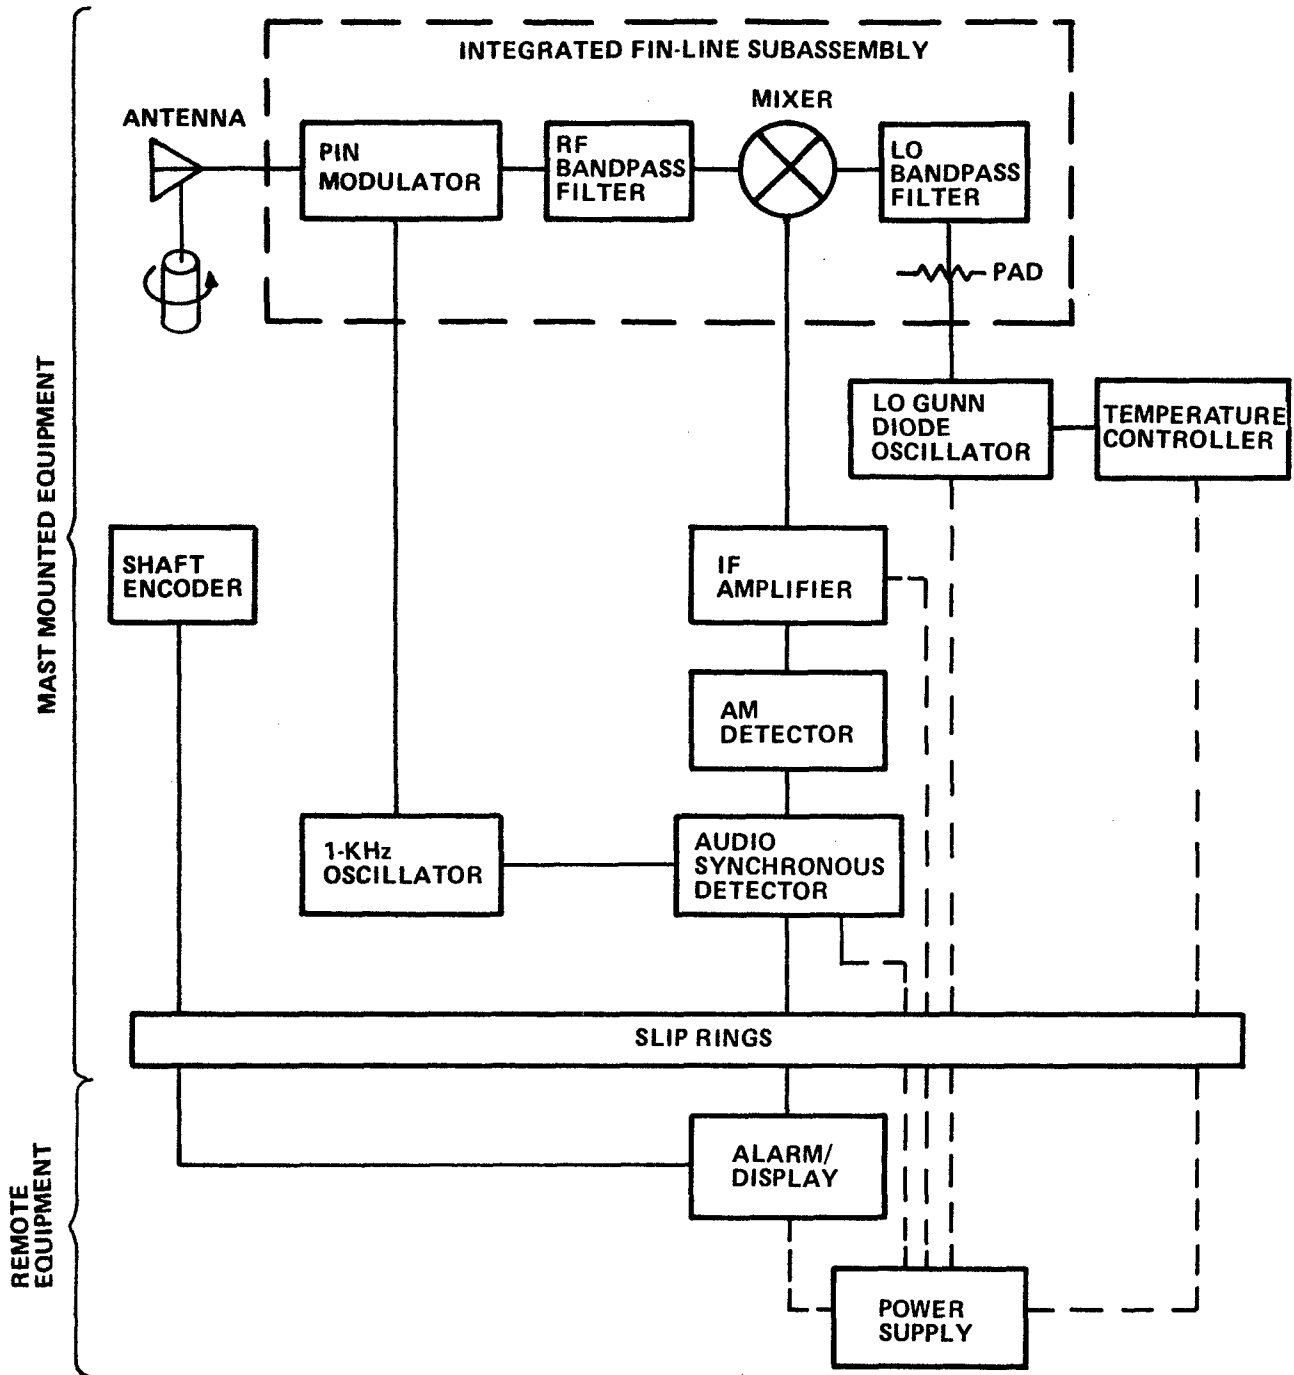 INTEGRATED FIN-LINE SUBASSEMBLY
MIXER
ANTENNA
PIN
MODULATOR
RF
BANDPASS
FILTER
LO
BANDPASS
FILTER
PAD
LO GUNN
DIODE
OSCILLATOR
TEMPERATURE
CONTROLLER
MAST MOUNTED EQUIPMENT
SHAFT
ENCODER
IF
AMPLIFIER
AM
DETECTOR
1-KHz
OSCILLATOR
AUDIO
SYNCHRONOUS
DETECTOR
SLIP RINGS
REMOTE
EQUIPMENT
ALARM/
DISPLAY
POWER
SUPPLY